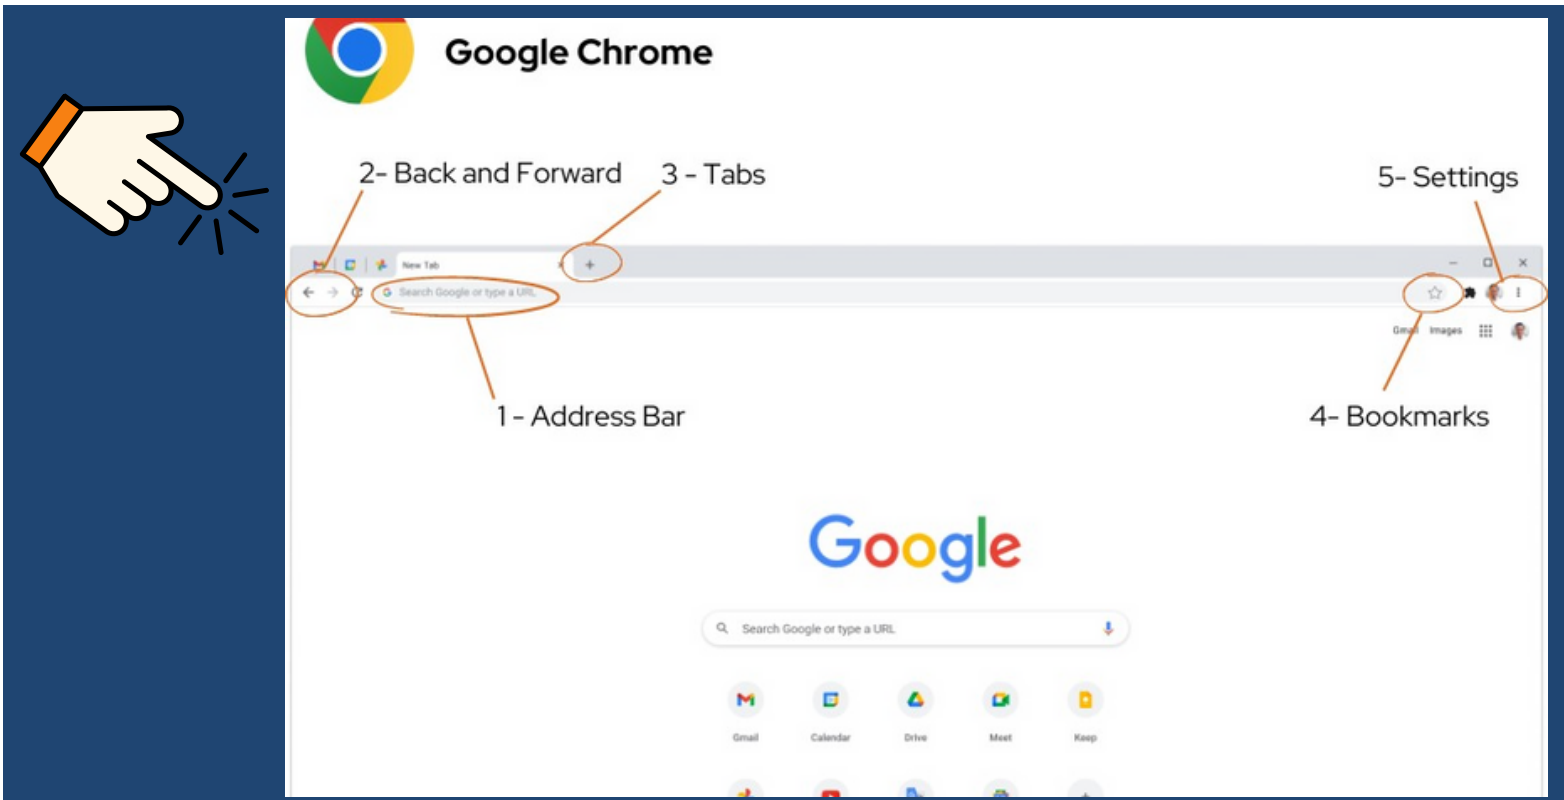 Google Chrome
2- Back and Forward
3 - Tabs
5- Settings
New Tab
Search Google or type a URL
Gmail Images
1 - Address Bar
4- Bookmarks
Google
Search Google or type a URL
Gmail Calendar Drive Meet Keep